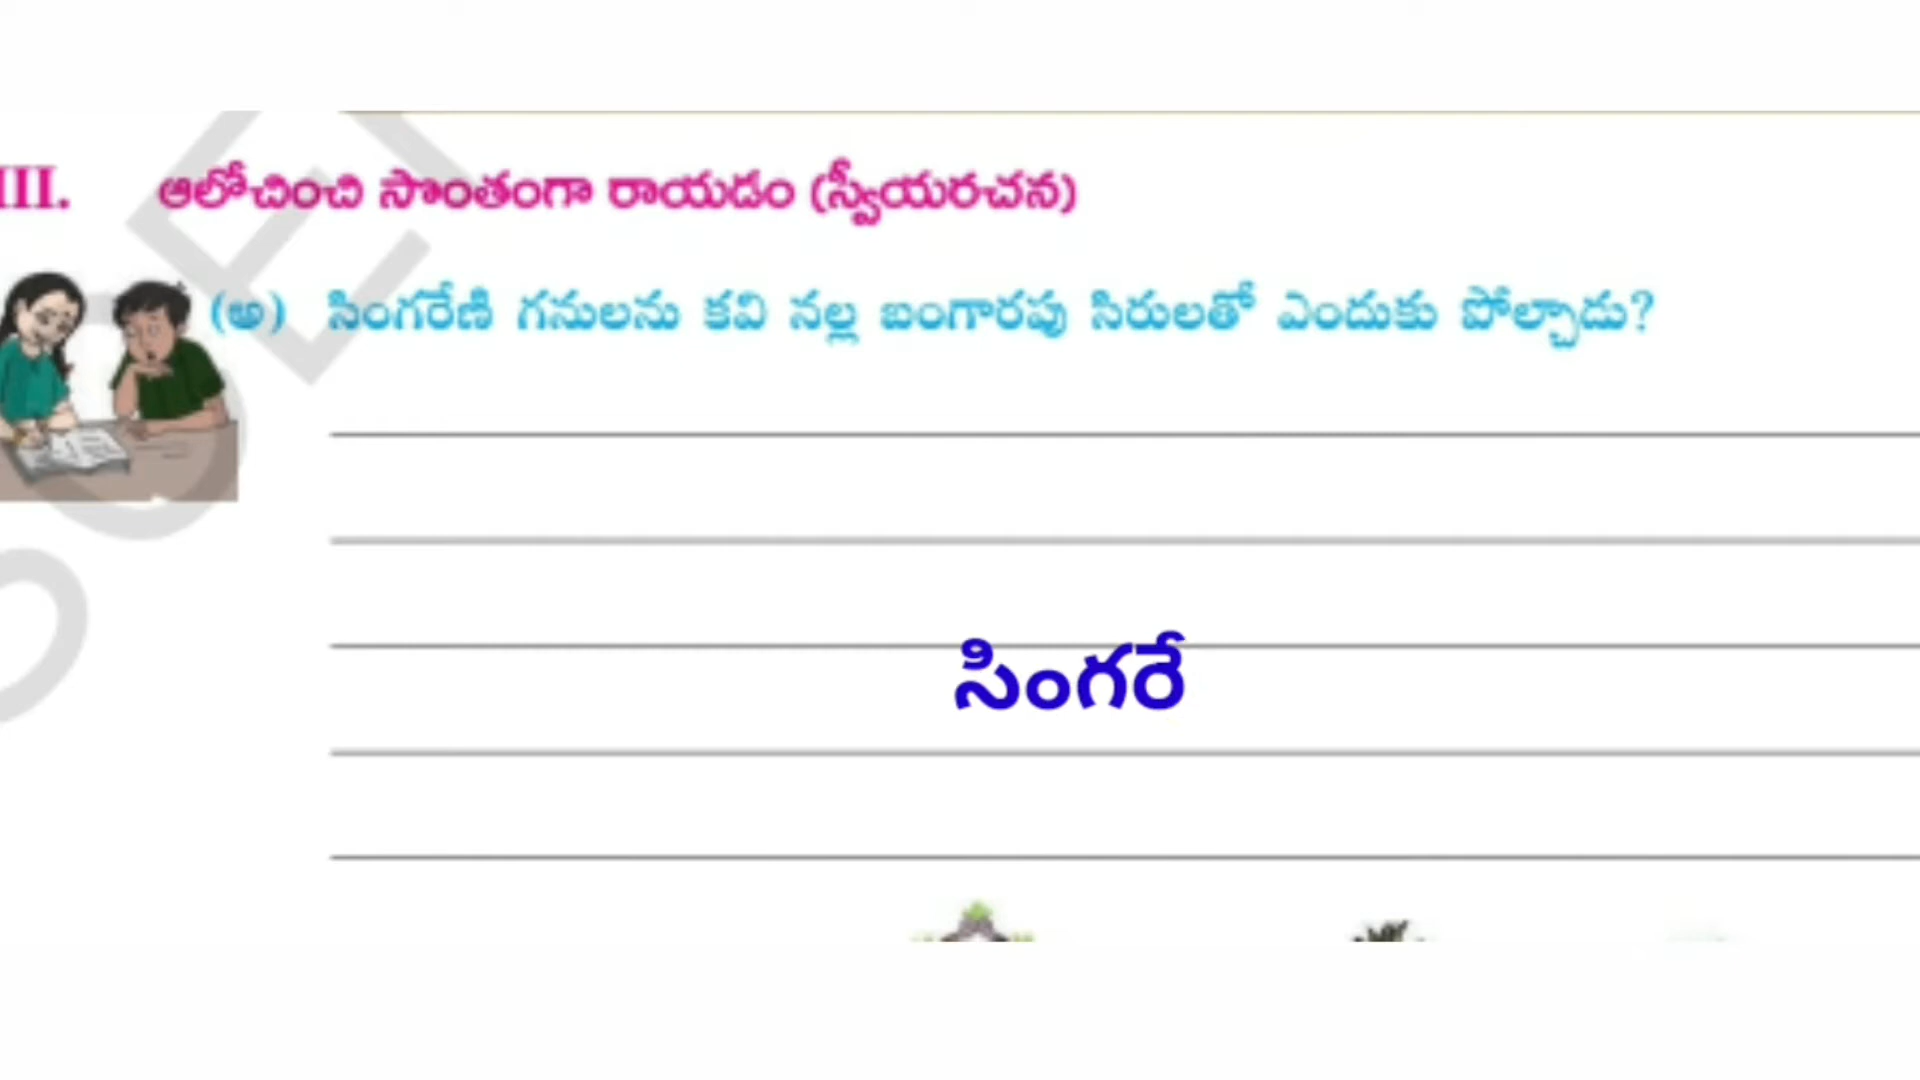 III. ఆలోచించి సొంతంగా రాయడం (స్వీయరచన)
(అ) సింగరేణి గనులను కవి నల్ల బంగారపు సిరులతో ఎందుకు పోల్చాడు?
సింగరే